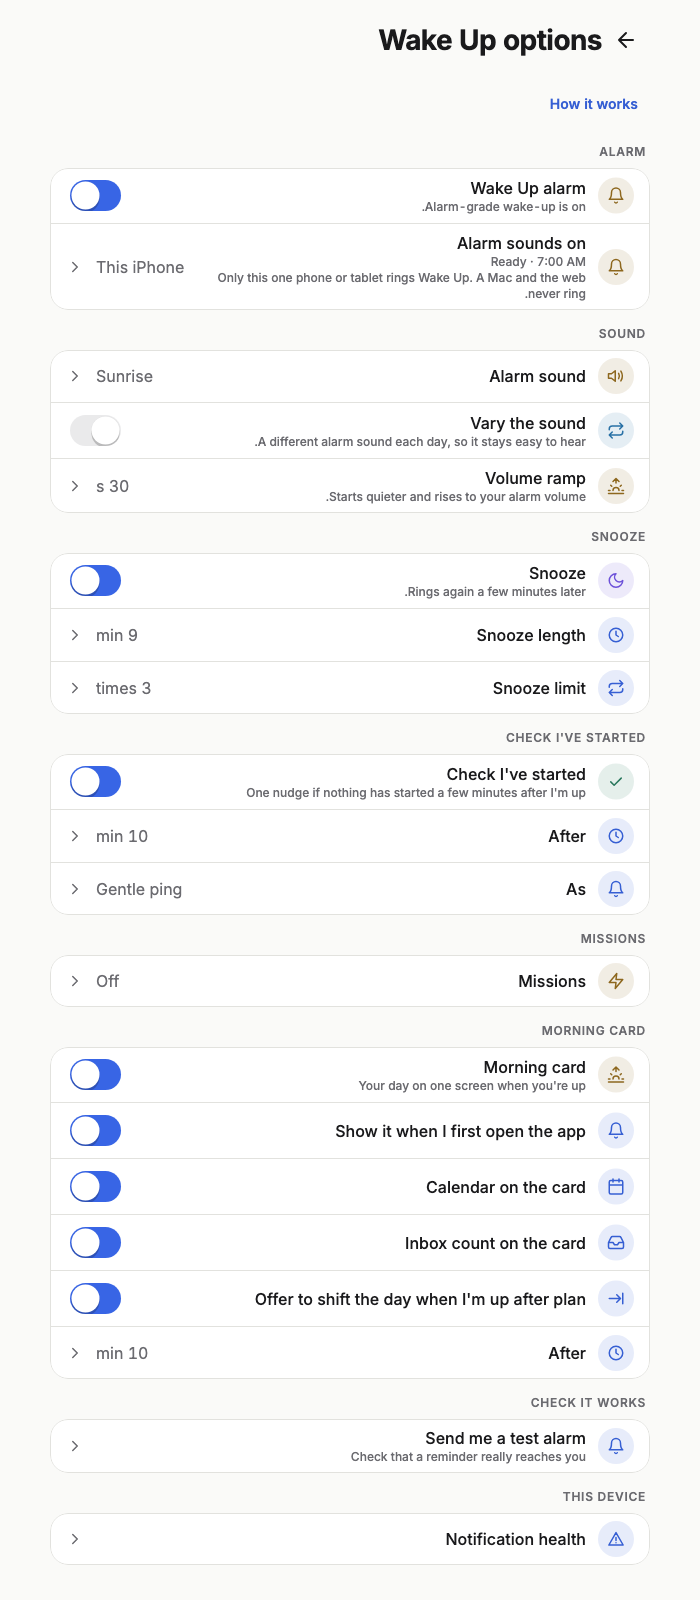 Wake Up options
How it works
ALARM
Wake Up alarm
.Alarm-grade wake-up is on
Alarm sounds on
Ready · 7:00 AM
Only this one phone or tablet rings Wake Up. A Mac and the web
.never ring
This iPhone
SOUND
Alarm sound
Sunrise
Vary the sound
.A different alarm sound each day, so it stays easy to hear
Volume ramp
.Starts quieter and rises to your alarm volume
s 30
SNOOZE
Snooze
.Rings again a few minutes later
Snooze length
min 9
Snooze limit
times 3
CHECK I'VE STARTED
Check I've started
One nudge if nothing has started a few minutes after I'm up
After
min 10
As
Gentle ping
MISSIONS
Missions
Off
MORNING CARD
Morning card
Your day on one screen when you're up
Show it when I first open the app
Calendar on the card
Inbox count on the card
Offer to shift the day when I'm up after plan
After
min 10
CHECK IT WORKS
Send me a test alarm
Check that a reminder really reaches you
THIS DEVICE
Notification health